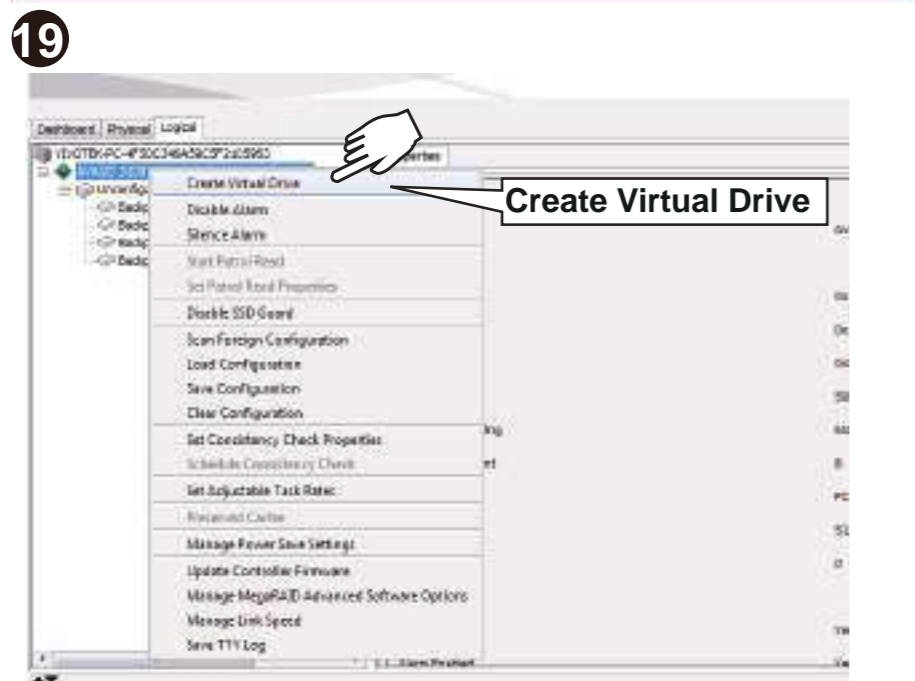 19
Dashboard Physical Logical
Create Virtual Drive
Create Virtual Drive
Disable Alarm
Silence Alarm
Start Patrol Read
Set Patrol Read Properties
Disable SSD Guard
Scan Foreign Configuration
Load Configuration
Save Configuration
Clear Configuration
Set Consistency Check Properties
Schedule Consistency Check
Set Adjustable Task Rates
Preserved Cache
Manage Power Save Settings
Update Controller Firmware
Manage MegaRAID Advanced Software Options
Manage Link Speed
Save TTY Log